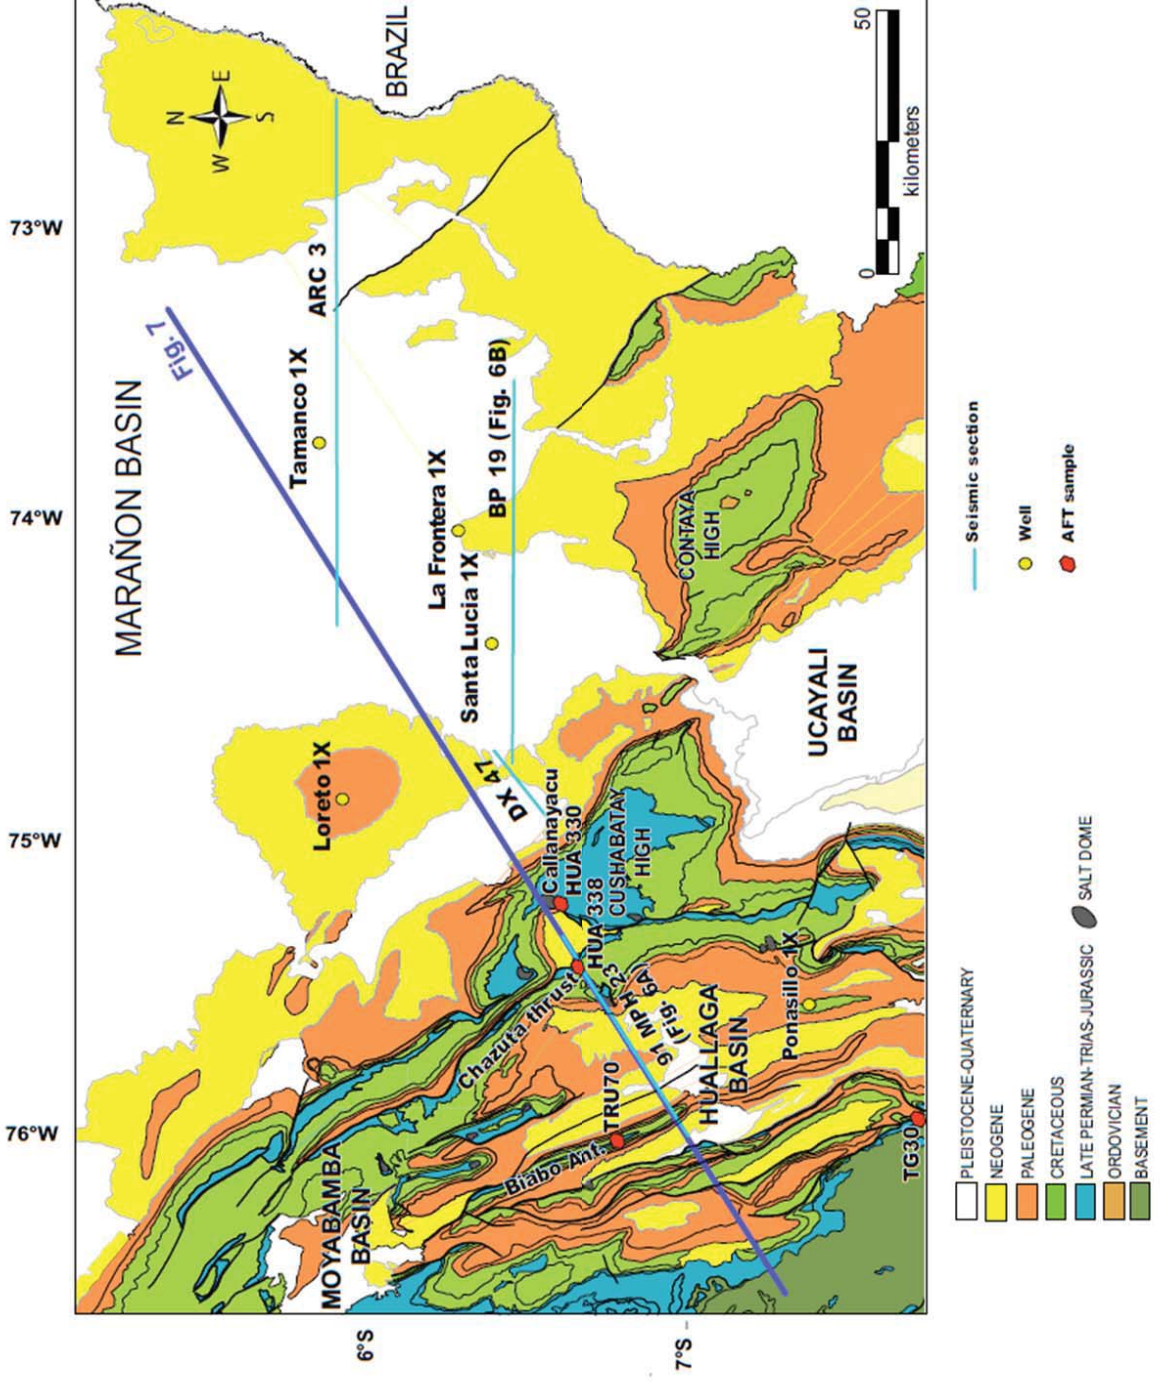 76°W
75°W
74°W
73°W
6°S
7°S
MARAÑON BASIN
BRAZIL
N
W
E
S
Fig. 7
ARC 3
Tamanco 1X
Loreto 1X
La Frontera 1X
Santa Lucia 1X
BP 19 (Fig. 6B)
DX 47
MOYABAMBA
BASIN
Chazuta thrust
Callanayacu
HUA 330
HUA 338
CUSHABATAY
HIGH
Biabo Ant.
TRU70
91 MPH 23
(Fig. 6A)
HUALLAGA
BASIN
Ponasillo 1X
CONTAYA
HIGH
UCAYALI
BASIN
TG30
0
50
kilometers
PLEISTOCENE-QUATERNARY
NEOGENE
PALEOGENE
CRETACEOUS
LATE PERMIAN-TRIAS-JURASSIC
ORDOVICIAN
BASEMENT
SALT DOME
Seismic section
Well
AFT sample